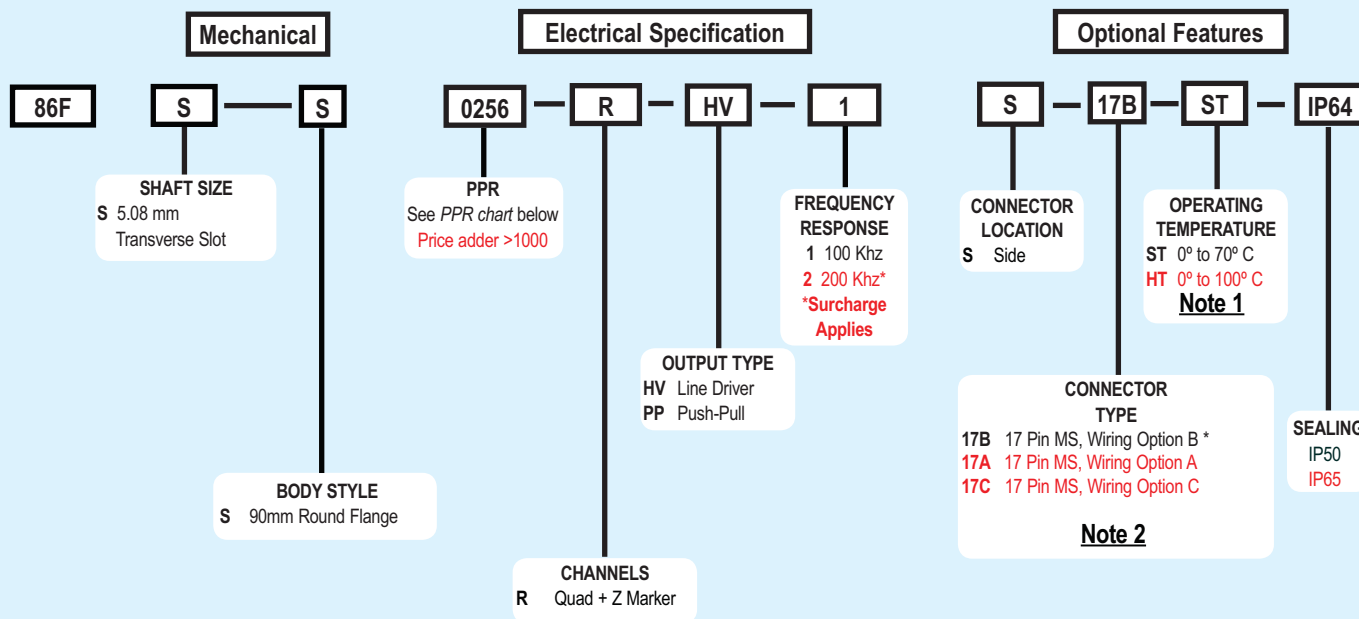 Mechanical
Electrical Specification
Optional Features
86F
S
S
0256
R
HV
1
S
17B
ST
IP64
SHAFT SIZE
S 5.08 mm
Transverse Slot
PPR
See PPR chart below
Price adder >1000
FREQUENCY
RESPONSE
1 100 Khz
2 200 Khz*
*Surcharge
Applies
CONNECTOR
LOCATION
S Side
OPERATING
TEMPERATURE
ST 0º to 70º C
HT 0º to 100º C
Note 1
OUTPUT TYPE
HV Line Driver
PP Push-Pull
CONNECTOR
TYPE
17B 17 Pin MS, Wiring Option B *
17A 17 Pin MS, Wiring Option A
17C 17 Pin MS, Wiring Option C
Note 2
SEALING
IP50
IP65
BODY STYLE
S 90mm Round Flange
CHANNELS
R Quad + Z Marker